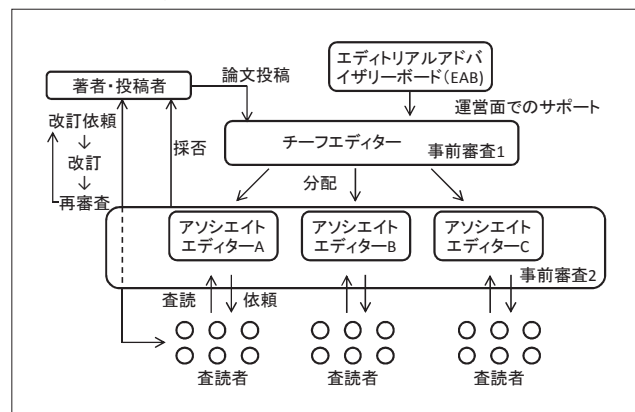 エディトリアルアドバ
イザリーボード(EAB)
著者・投稿者
論文投稿
運営面でのサポート
改訂依頼
↓
改訂
↓
再審査
採否
チーフエディター
事前審査1
分配
アソシエイト
エディターA
アソシエイト
エディターB
アソシエイト
エディターC
事前審査2
査読
依頼
査読者
査読者
査読者